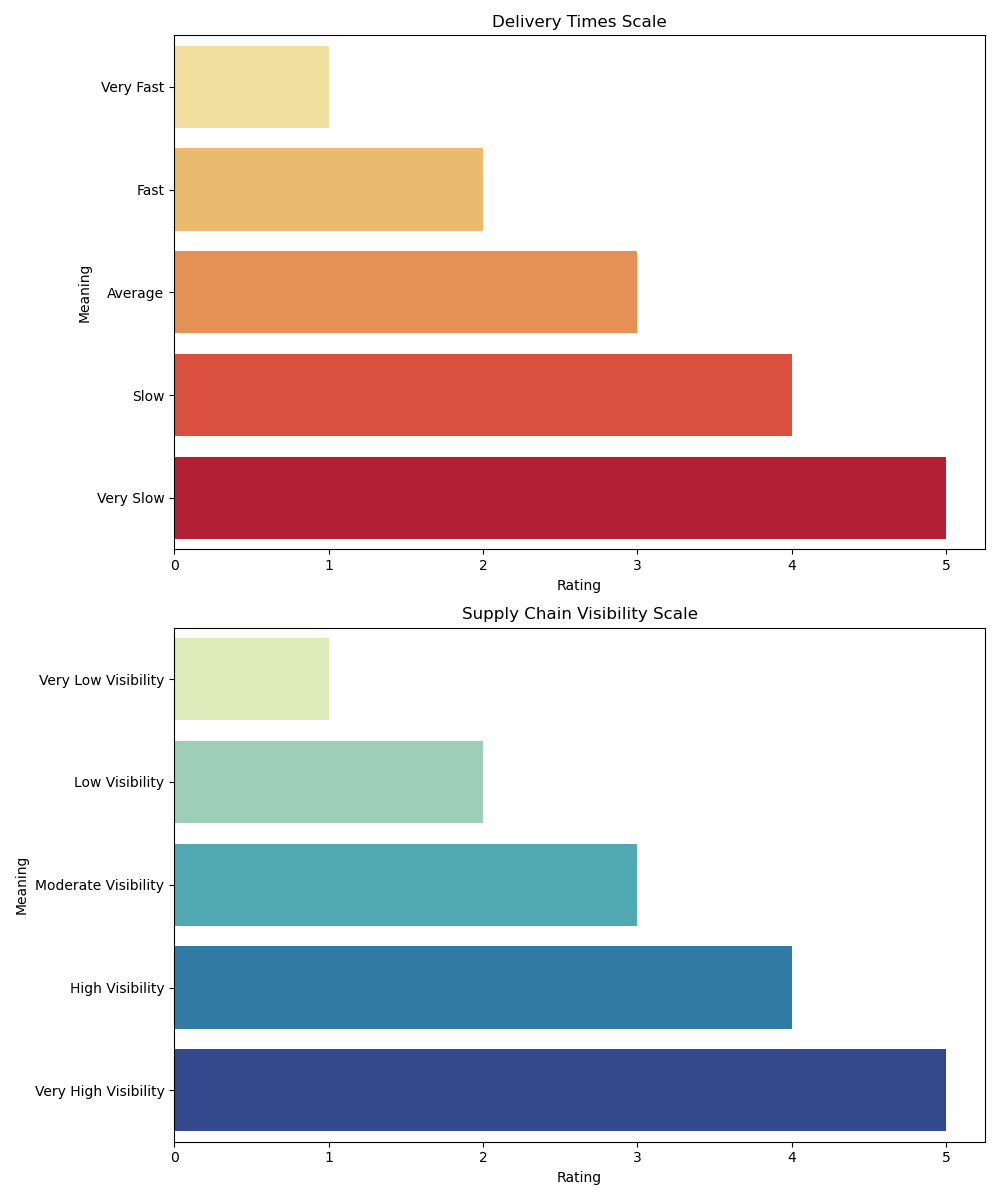 Delivery Times Scale
Meaning
Very Fast
Fast
Average
Slow
Very Slow
0 1 2 3 4 5
Rating
Supply Chain Visibility Scale
Meaning
Very Low Visibility
Low Visibility
Moderate Visibility
High Visibility
Very High Visibility
0 1 2 3 4 5
Rating